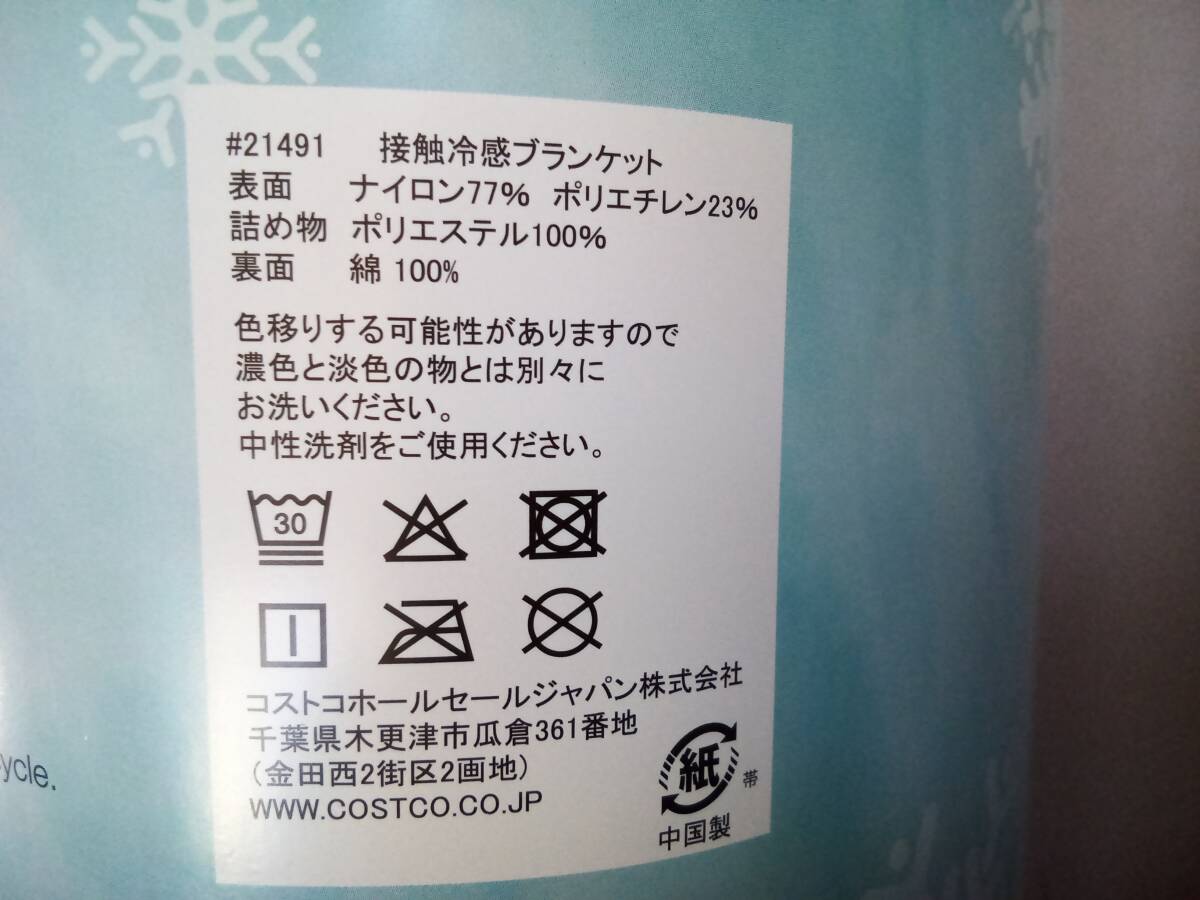 #21491 接触冷感ブランケット
表面 ナイロン77% ポリエチレン23%
詰め物 ポリエステル100%
裏面 綿 100%
色移りする可能性がありますので
濃色と淡色の物とは別々に
お洗いください。
中性洗剤をご使用ください。
30
コストコホールセールジャパン株式会社
千葉県木更津市瓜倉361番地
(金田西2街区2画地)
WWW.COSTCO.CO.JP
紙
帯
中国製